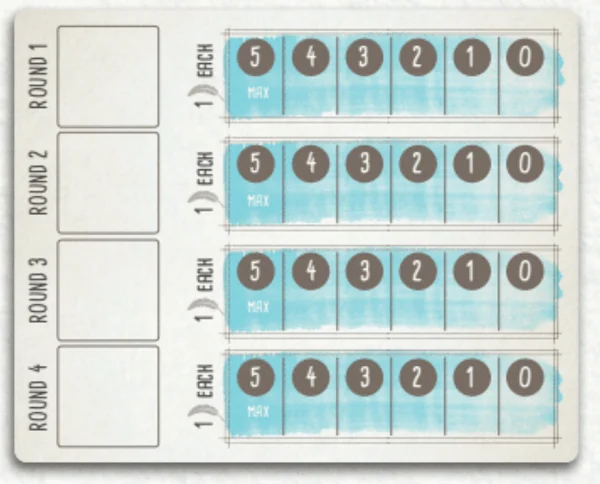 ROUND 1
1 EACH
5 4 3 2 1 0
MAX
ROUND 2
1 EACH
5 4 3 2 1 0
MAX
ROUND 3
1 EACH
5 4 3 2 1 0
MAX
ROUND 4
1 EACH
5 4 3 2 1 0
MAX